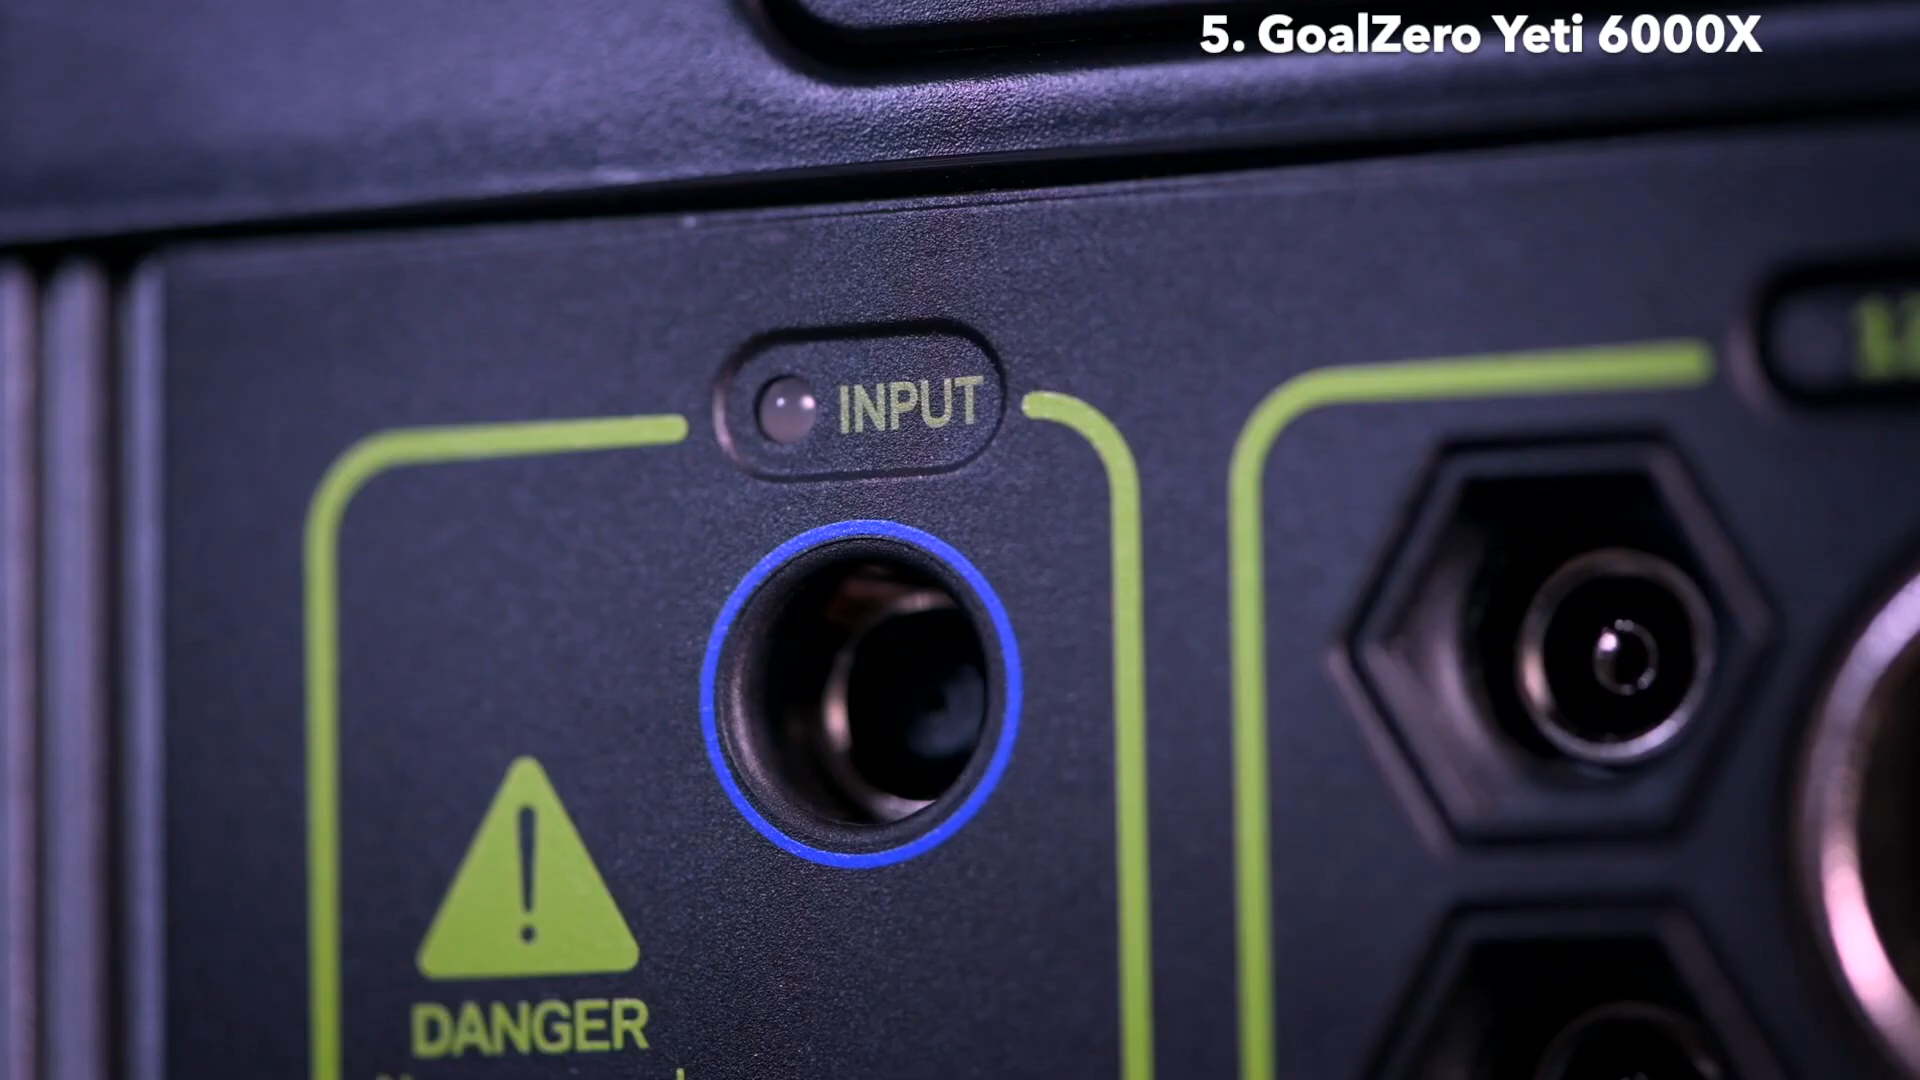 5. GoalZero Yeti 6000X
INPUT
DANGER